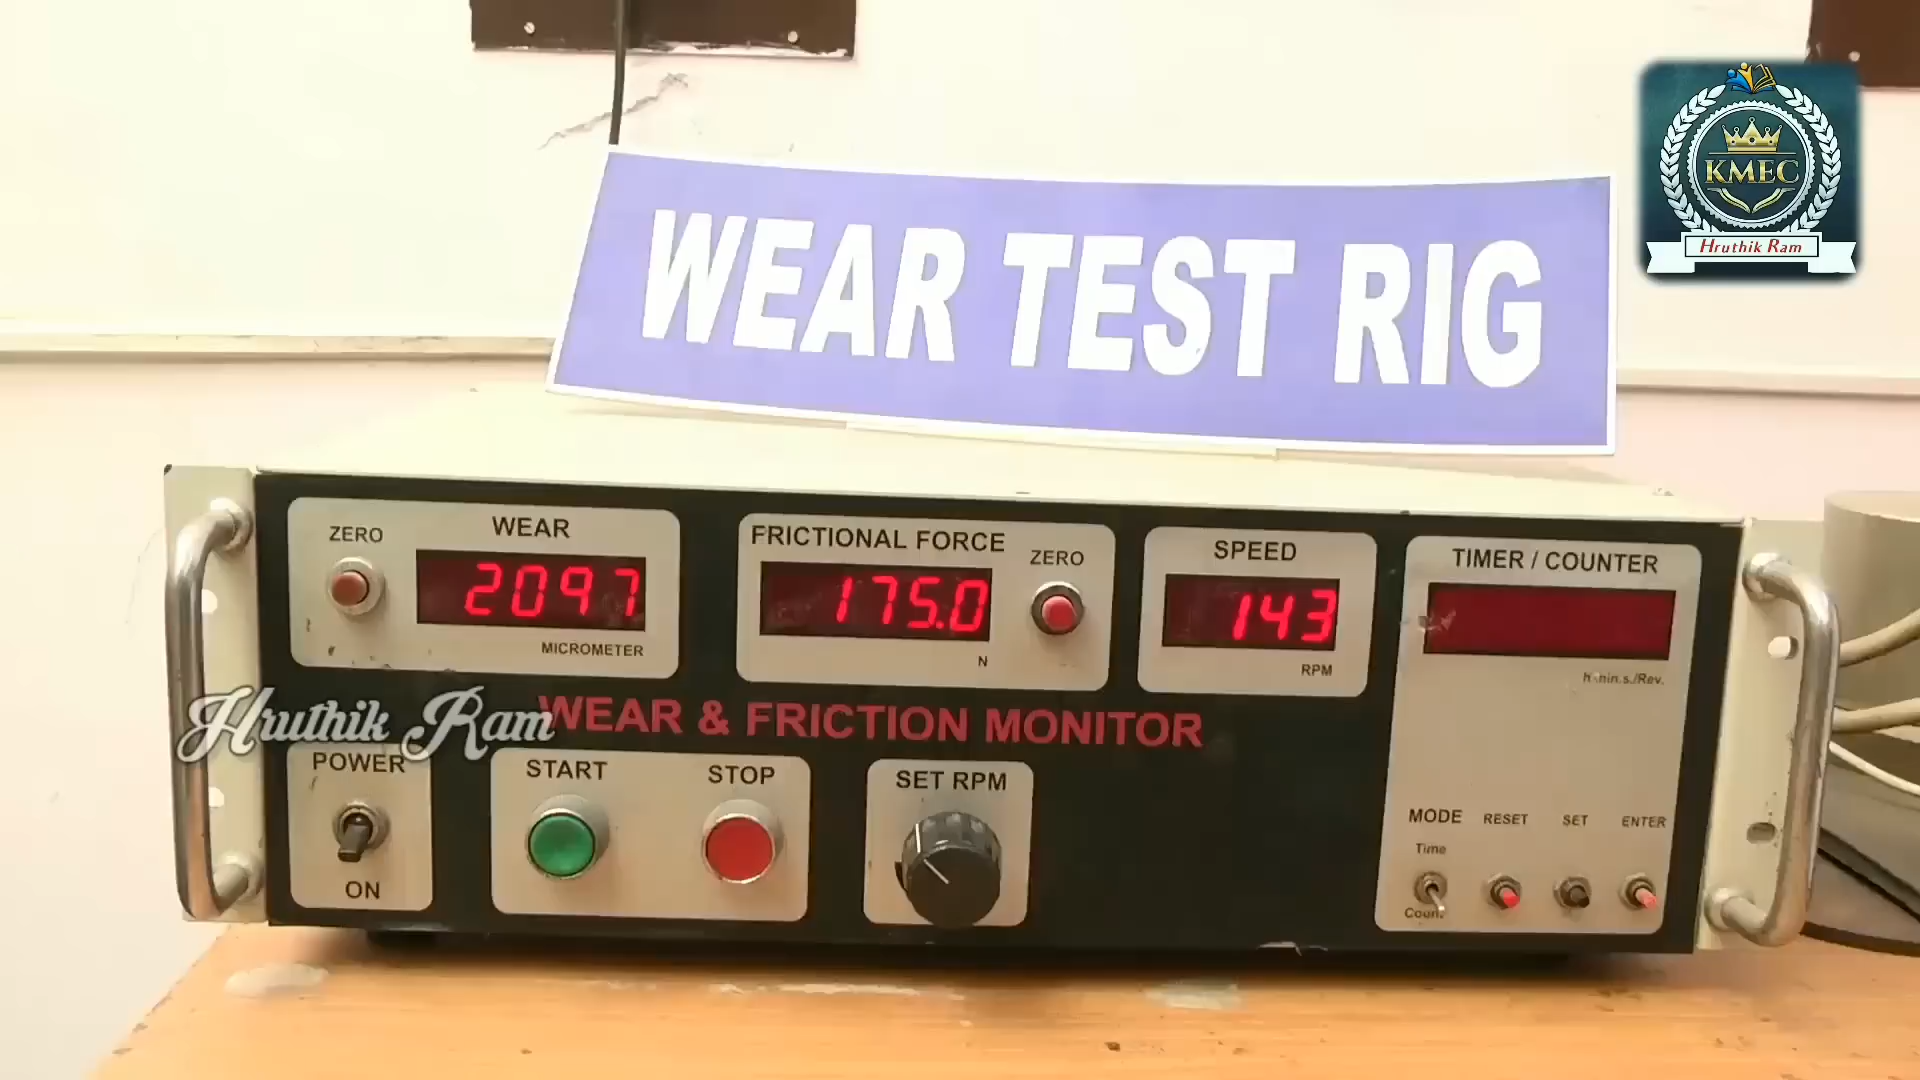 WEAR TEST RIG
KMEC
Hruthik Ram
ZERO
WEAR
2097
MICROMETER
FRICTIONAL FORCE
175.0
N
ZERO
SPEED
143
RPM
TIMER / COUNTER
Hruthik Ram
WEAR & FRICTION MONITOR
POWER
ON
START
STOP
SET RPM
MODE
RESET
SET
ENTER
Time